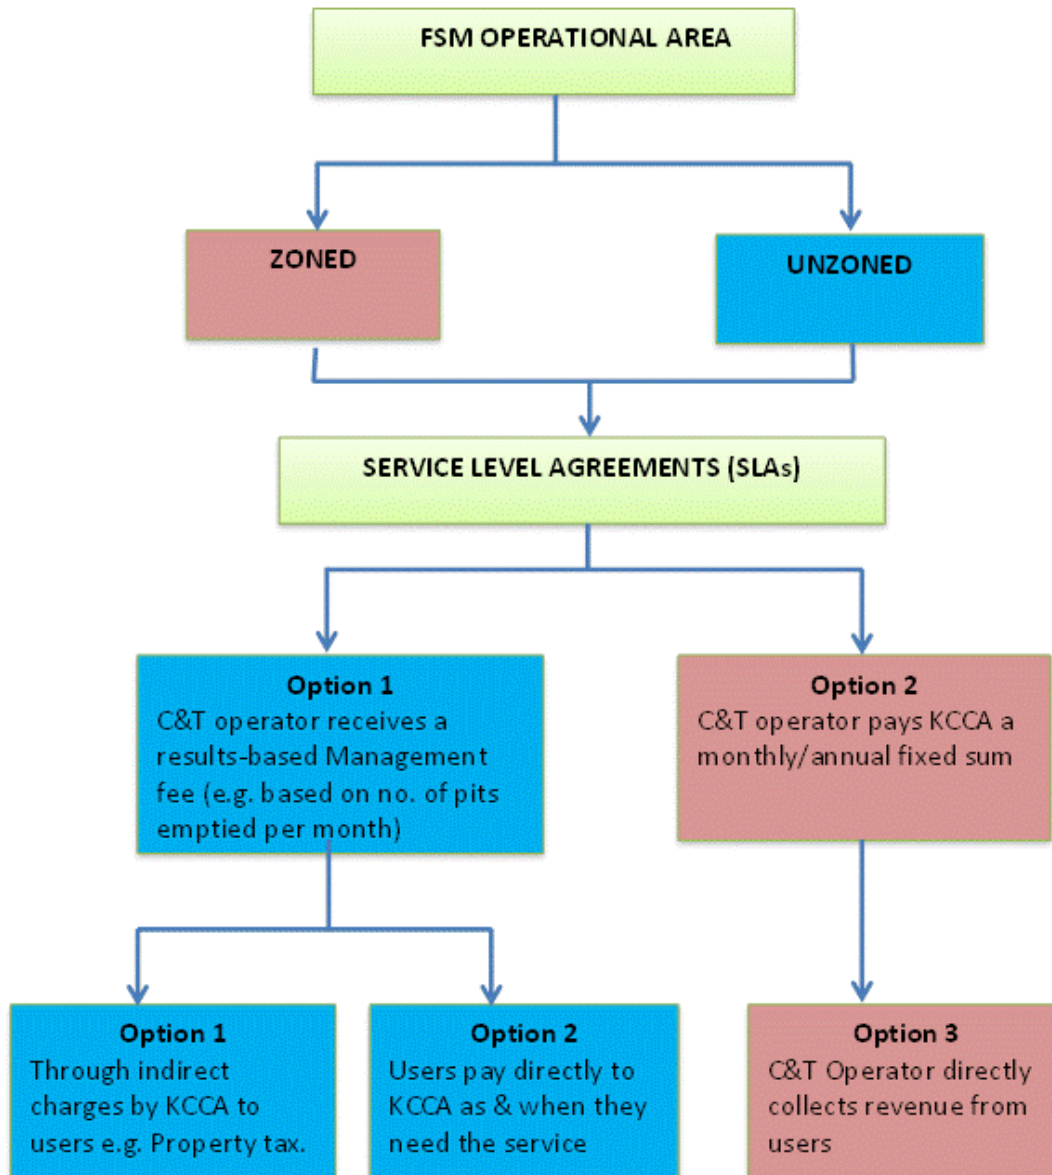 FSM OPERATIONAL AREA
ZONED
UNZONED
SERVICE LEVEL AGREEMENTS (SLAs)
Option 1
C&T operator receives a
results-based Management
fee (e.g. based on no. of pits
emptied per month)
Option 2
C&T operator pays KCCA a
monthly/annual fixed sum
Option 1
Through indirect
charges by KCCA to
users e.g. Property tax.
Option 2
Users pay directly to
KCCA as & when they
need the service
Option 3
C&T Operator directly
collects revenue from
users